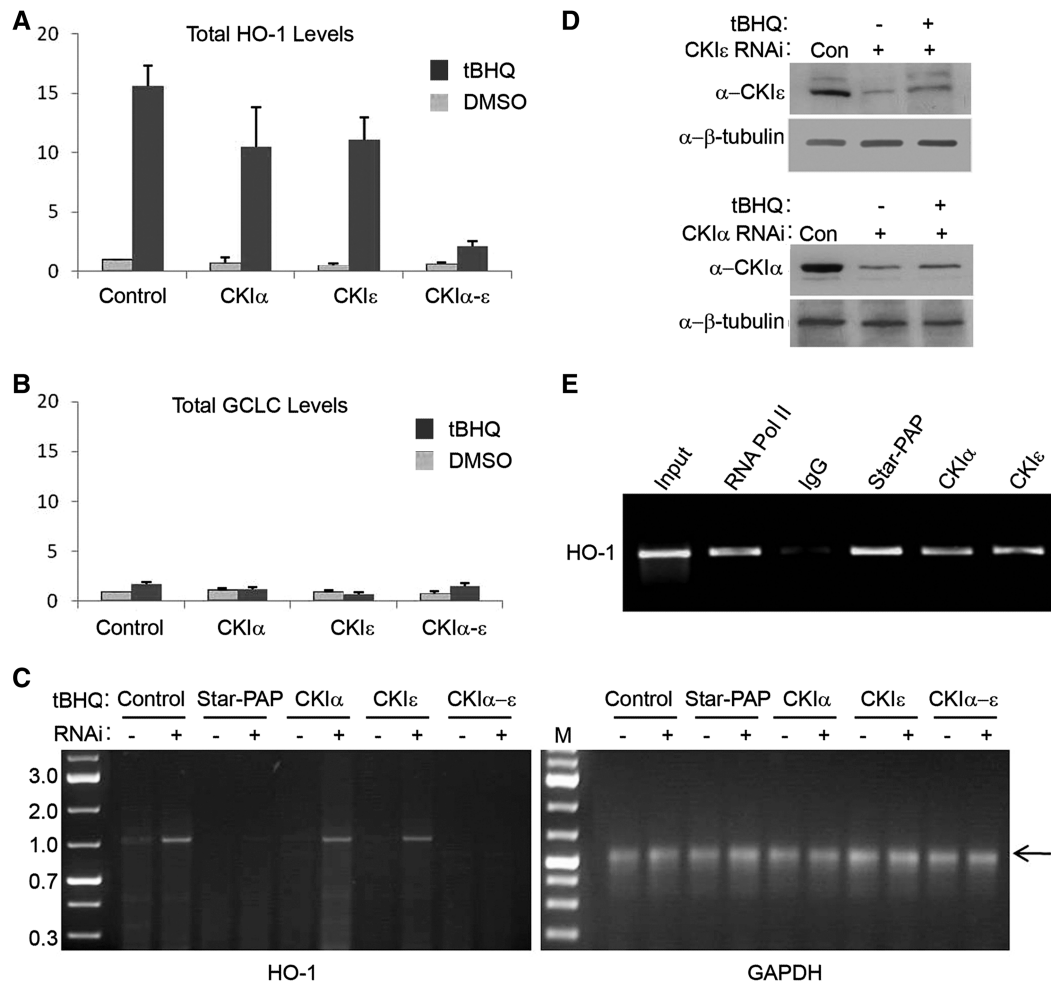 A
Total HO-1 Levels
tBHQ
DMSO
20
15
10
5
0
Control CKIα CKIε CKIα-ε
B
Total GCLC Levels
tBHQ
DMSO
20
15
10
5
0
Control CKIα CKIε CKIα-ε
C
tBHQ: Control Star-PAP CKIα CKIε CKIα–ε
RNAi: - + - + - + - + - +
3.0
2.0
1.0
0.7
0.3
HO-1
Control Star-PAP CKIα CKIε CKIα–ε
M - + - + - + - + - +
GAPDH
D
tBHQ: - +
CKIε RNAi: Con + +
α–CKIε
α–β-tubulin
tBHQ: - +
CKIα RNAi: Con + +
α–CKIα
α–β-tubulin
E
Input RNA Pol II IgG Star-PAP CKIα CKIε
HO-1